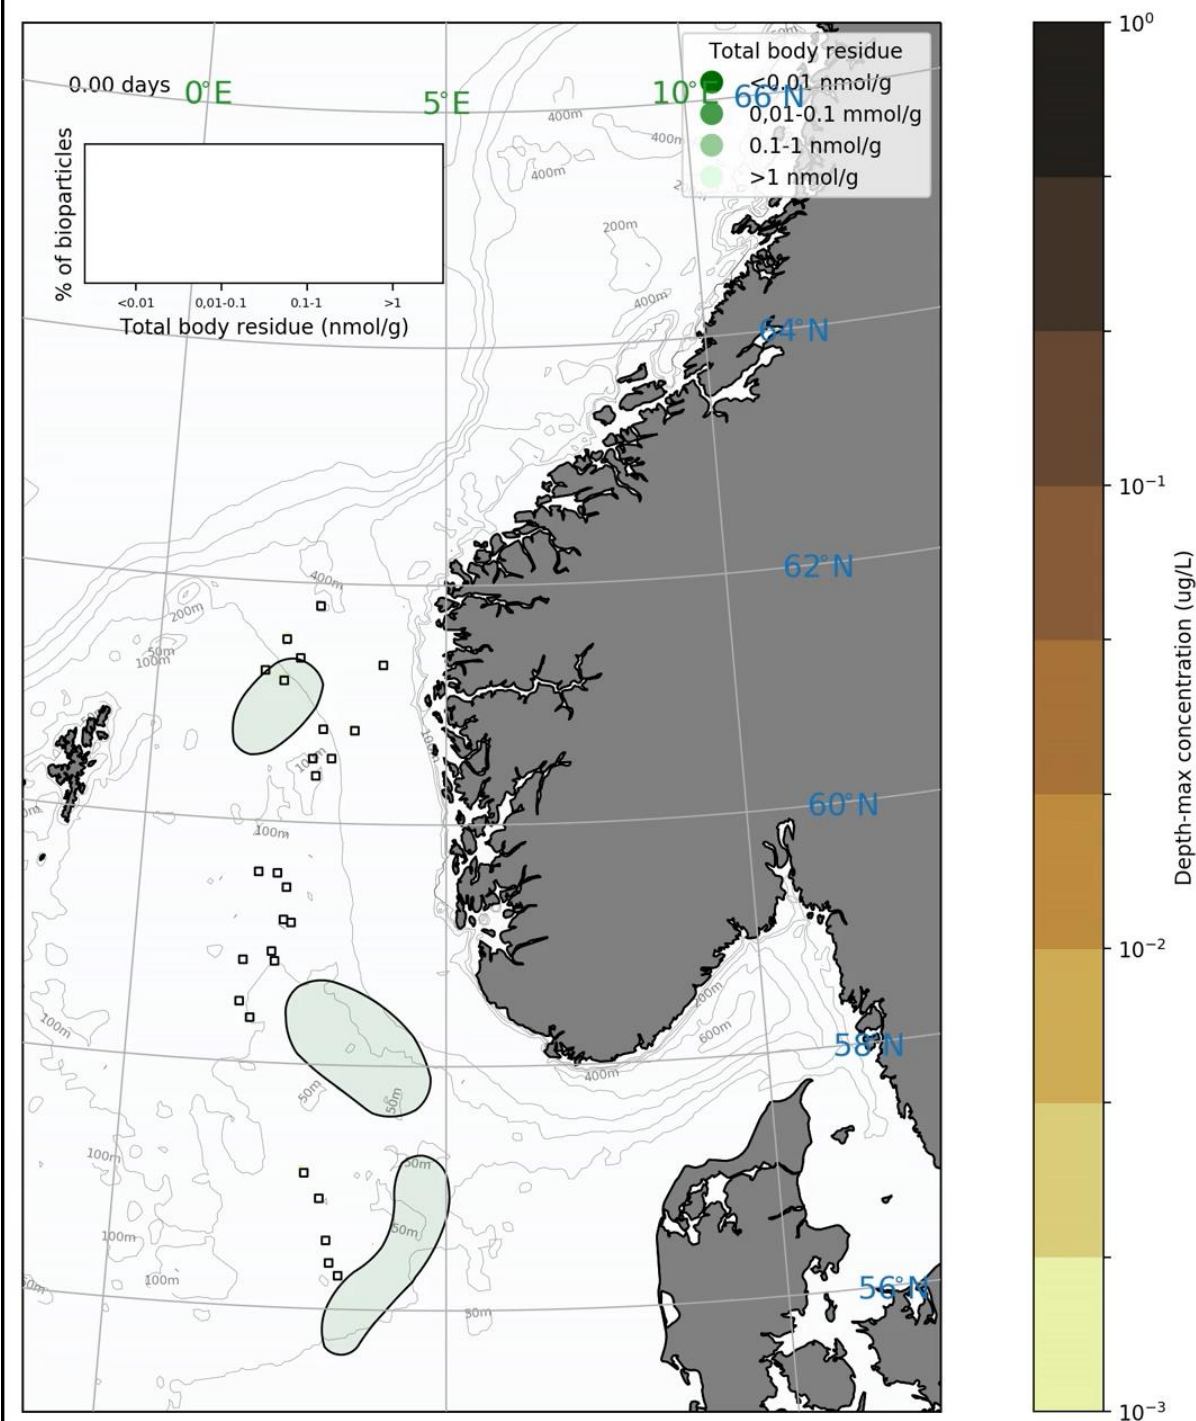 10⁰
50m
Total body residue
<0.01 nmol/g
0.00 days
0°E
5°E
10°E
66°N
0,01-0.1 mmol/g
0.1-1 nmol/g
>1 nmol/g
400m
400m
400m
200m
400m
% of bioparticles
<0.01
0,01-0.1
0.1-1
>1
Total body residue (nmol/g)
64°N
10⁻¹
62°N
400m
200m
50m
100m
100m
100m
60°N
100m
Depth-max concentration (ug/L)
10⁻²
200m
600m
58°N
100m
400m
50m
50m
100m
50m
50m
100m
100m
50m
56°N
10⁻³